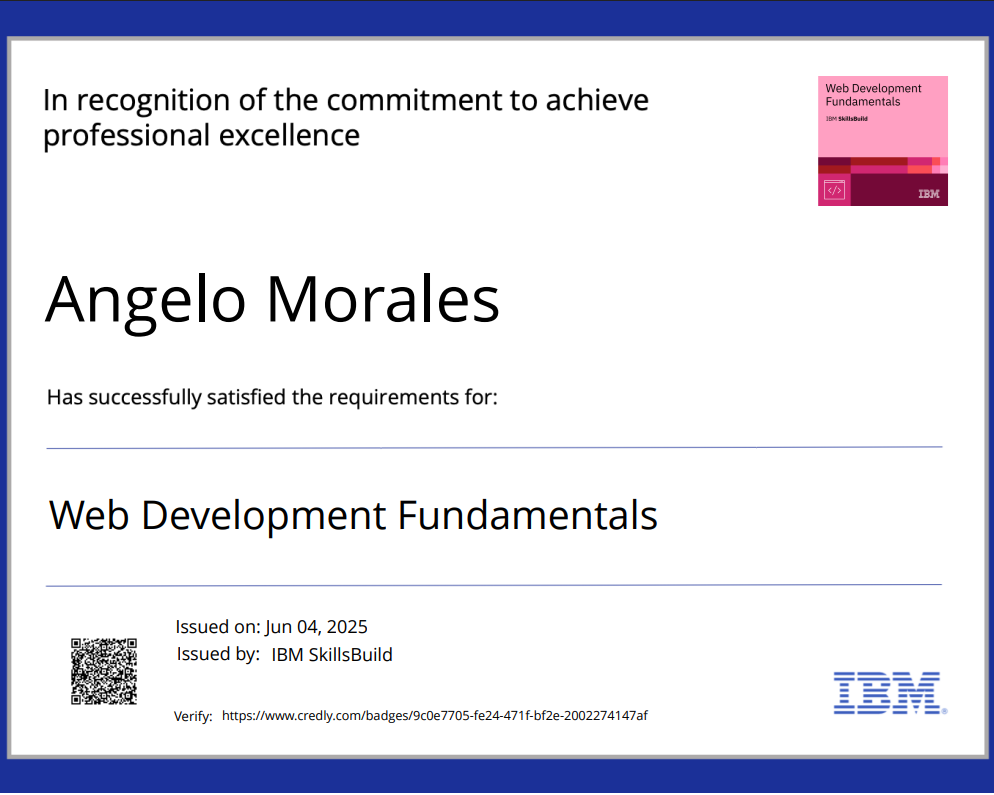 In recognition of the commitment to achieve
professional excellence
Web Development
Fundamentals
IBM SkillsBuild
</>
IBM
Angelo Morales
Has successfully satisfied the requirements for:
Web Development Fundamentals
Issued on: Jun 04, 2025
Issued by: IBM SkillsBuild
Verify: https://www.credly.com/badges/9c0e7705-fe24-471f-bf2e-2002274147af
IBM®